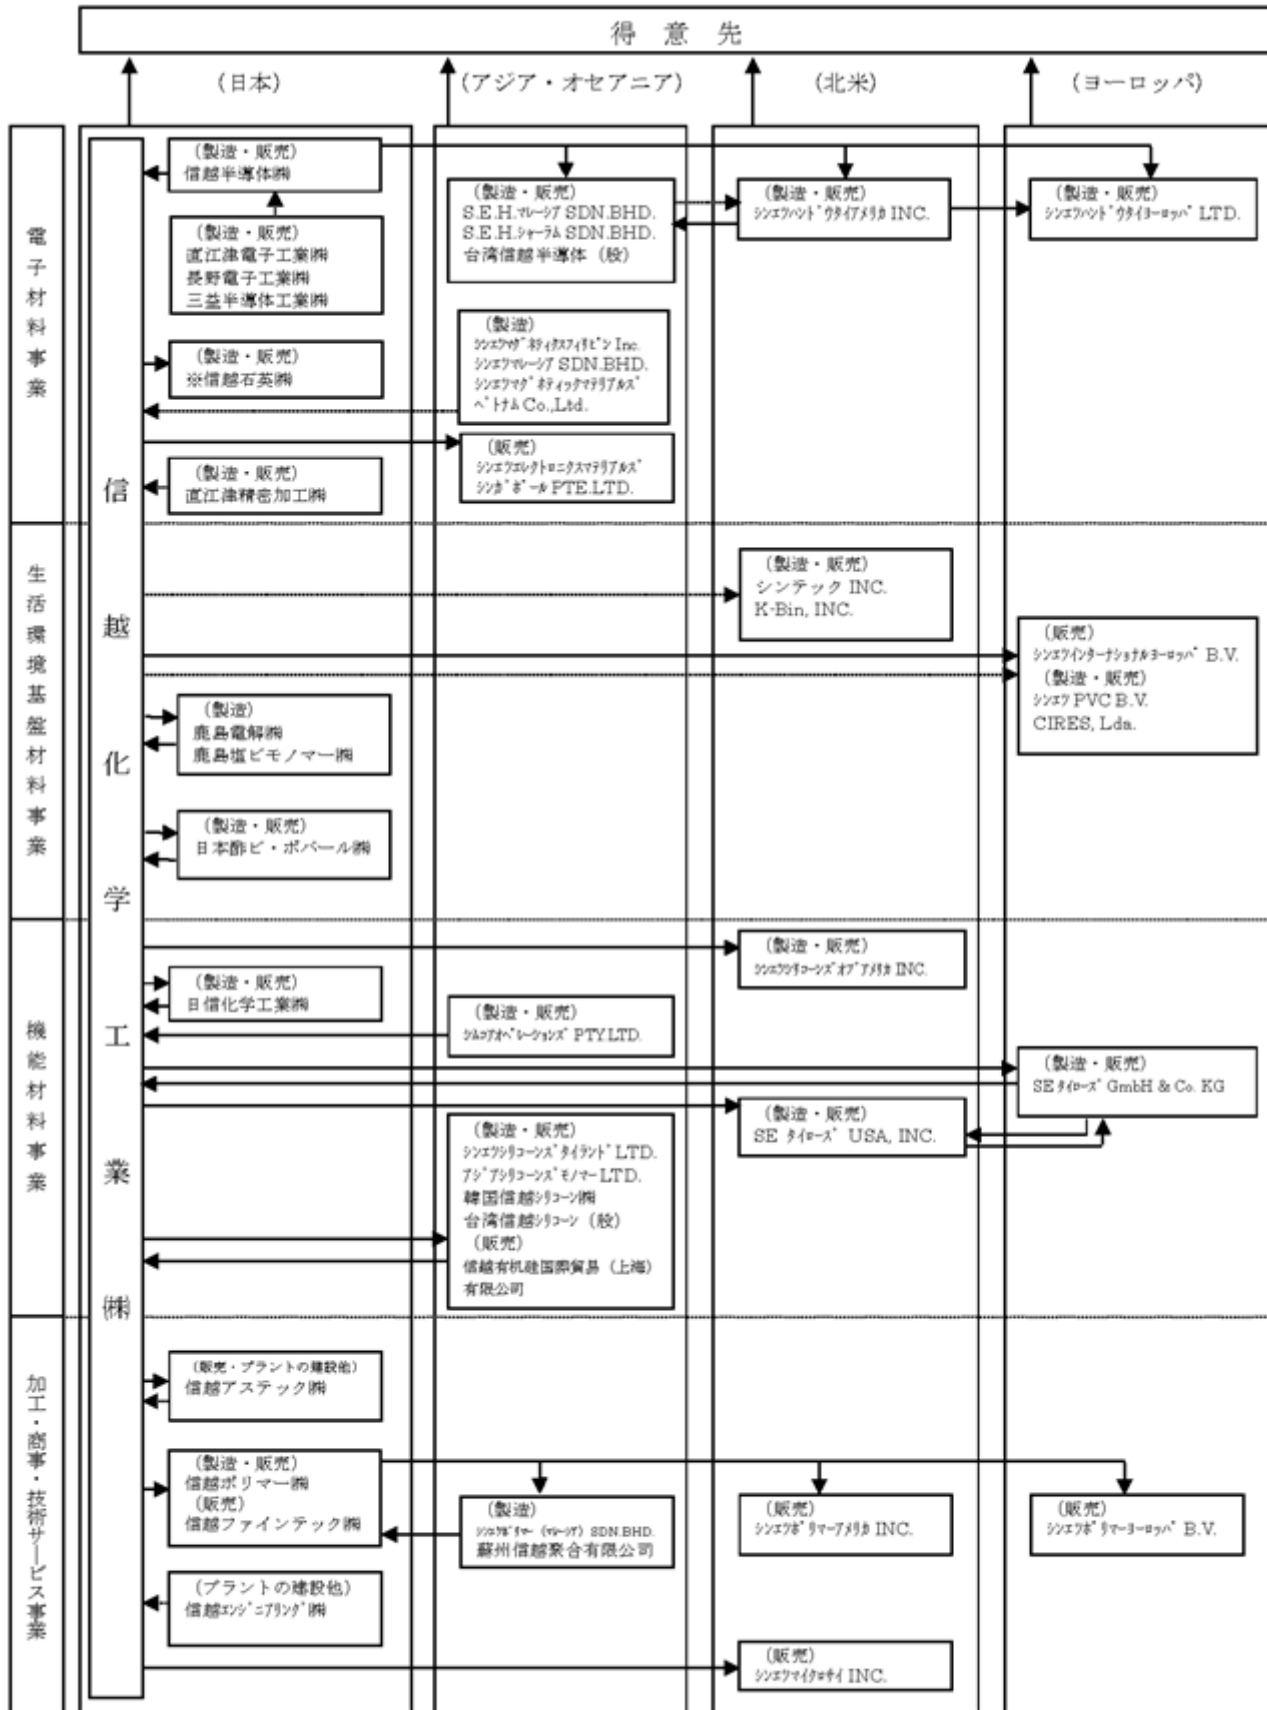 得意先
(日本)
(アジア・オセアニア)
(北米)
(ヨーロッパ)
電子材料事業
信越化学工業㈱
(製造・販売)
信越半導体㈱
(製造・販売)
直江津電子工業㈱
長野電子工業㈱
三益半導体工業㈱
(製造・販売)
※信越石英㈱
(製造・販売)
直江津精密加工㈱
(製造・販売)
S.E.H.マレーシア SDN.BHD.
S.E.H.シャーラム SDN.BHD.
台湾信越半導体(股)
(製造)
シンエツマグネティクスフィリピン Inc.
シンエツマレーシア SDN.BHD.
シンエツマグネティックマテリアルズ
ベトナム Co.,Ltd.
(販売)
シンエツエレクトロニクスマテリアルズ
シンガポール PTE.LTD.
(製造・販売)
シンエツハンドウタイアメリカ INC.
(製造・販売)
シンエツハンドウタイヨーロッパ LTD.
生活環境基盤材料事業
(製造・販売)
シンテック INC.
K-Bin, INC.
(販売)
シンエツインターナショナルヨーロッパ B.V.
(製造・販売)
シンエツ PVC B.V.
CIRES, Lda.
(製造)
鹿島電解㈱
鹿島塩ビモノマー㈱
(製造・販売)
日本酢ビ・ポバール㈱
機能材料事業
(製造・販売)
シンエツシリコーンズオブアメリカ INC.
(製造・販売)
日信化学工業㈱
(製造・販売)
シムコアオペレーションズ PTY.LTD.
(製造・販売)
SE タイローズ GmbH & Co. KG
(製造・販売)
SE タイローズ USA, INC.
(製造・販売)
シンエツシリコーンズタイランド LTD.
アジアシリコーンズモノマー LTD.
韓国信越シリコーン㈱
台湾信越シリコーン(股)
(販売)
信越有机硅国際貿易(上海)
有限公司
加工・商事・技術サービス事業
(販売・プラントの建設他)
信越アステック㈱
(製造・販売)
信越ポリマー㈱
(販売)
信越ファインテック㈱
(製造)
シンエツポリマー(マレーシア) SDN.BHD.
蘇州信越聚合有限公司
(販売)
シンエツポリマーアメリカ INC.
(販売)
シンエツポリマーヨーロッパ B.V.
(プラントの建設他)
信越エンジニアリング㈱
(販売)
シンエツマイクロサイ INC.